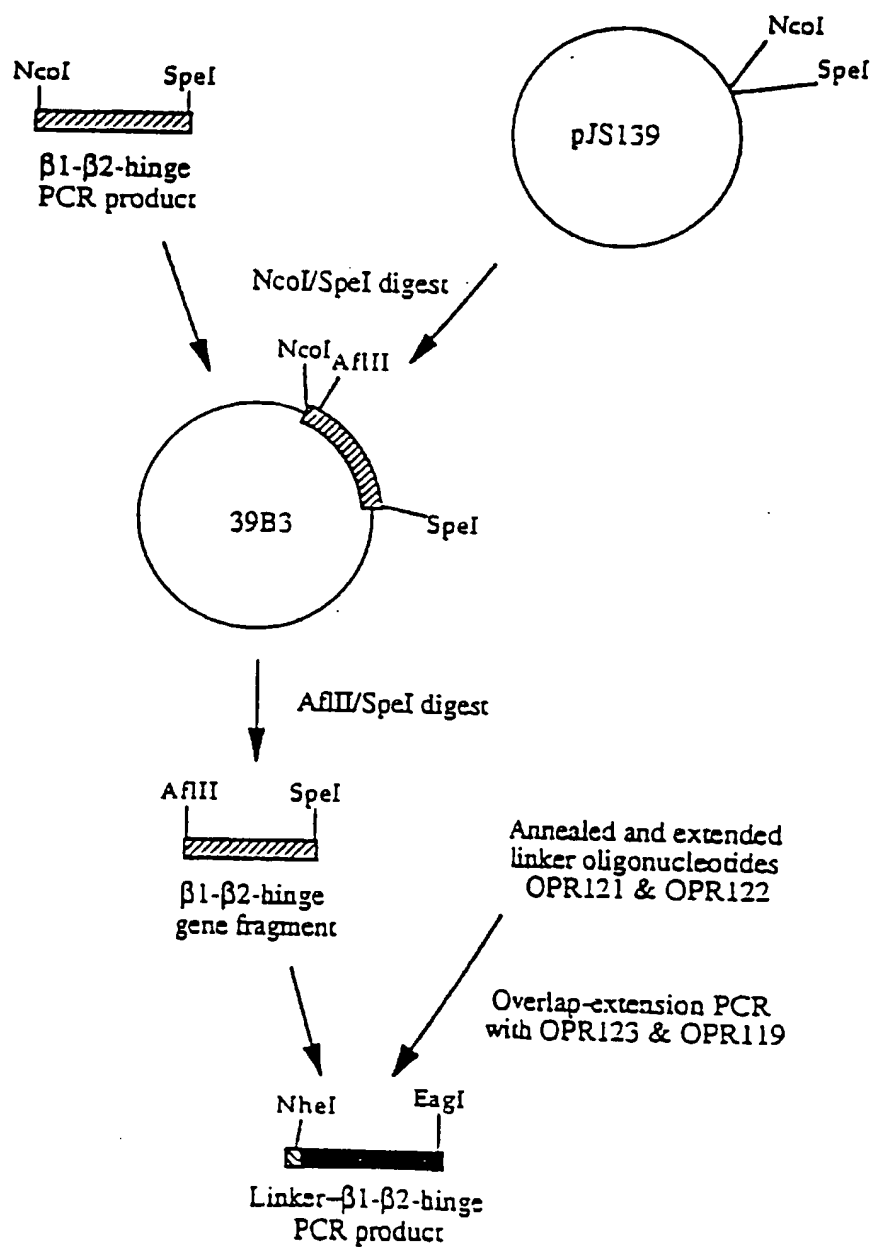 NcoI
SpeI
β1-β2-hinge
PCR product
NcoI
SpeI
pJS139
NcoI/SpeI digest
NcoI
AflII
39B3
SpeI
AflII/SpeI digest
AflII
SpeI
β1-β2-hinge
gene fragment
Annealed and extended
linker oligonucleotides
OPR121 & OPR122
Overlap-extension PCR
with OPR123 & OPR119
NheI
EagI
Linker-β1-β2-hinge
PCR product